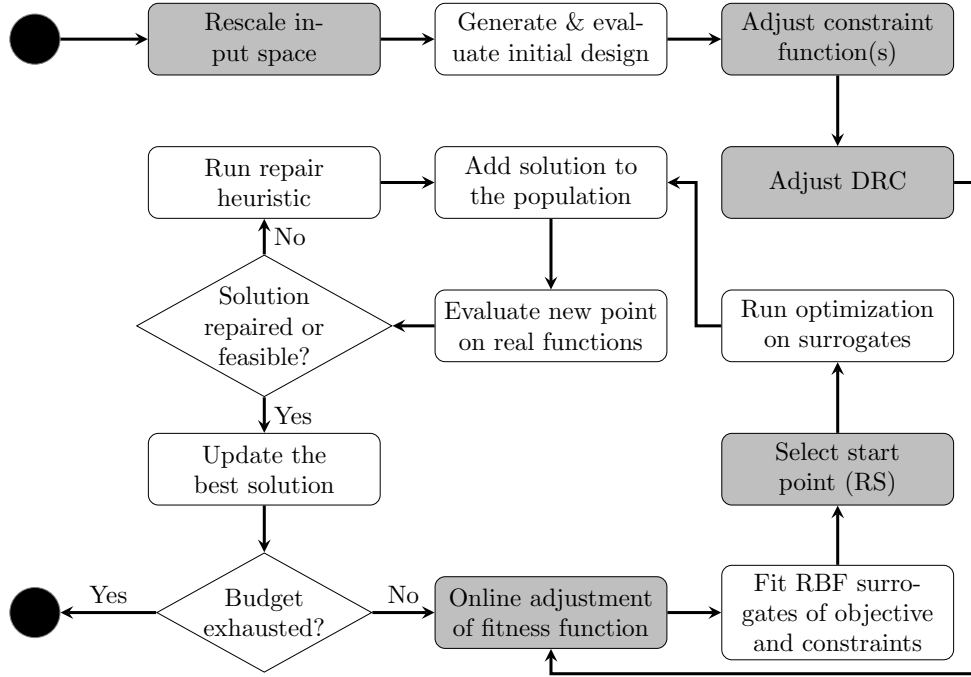 Rescale in-
put space
Generate & ev-
aluate initial design
Adjust constraint
function(s)
Run repair
heuristic
Add solution to
the population
Adjust DRC
No
Solution
repaired or
feasible?
Evaluate new point
on real functions
Run optimization
on surrogates
Yes
Update the
best solution
Select start
point (RS)
Yes
Budget
exhausted?
No
Online adjustment
of fitness function
Fit RBF surro-
gates of objective
and constraints